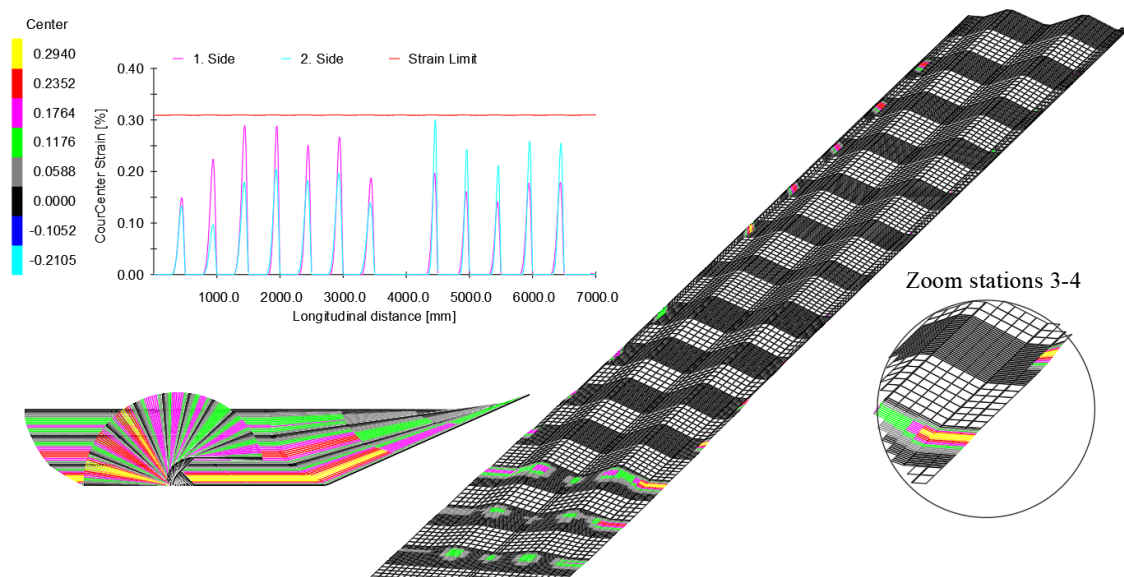 Center
0.2940
0.2352
0.1764
0.1176
0.0588
0.0000
-0.1052
-0.2105
1. Side 2. Side Strain Limit
CourCenter Strain [%]
0.40
0.30
0.20
0.10
0.00
1000.0 2000.0 3000.0 4000.0 5000.0 6000.0 7000.0
Longitudinal distance [mm]
Zoom stations 3-4